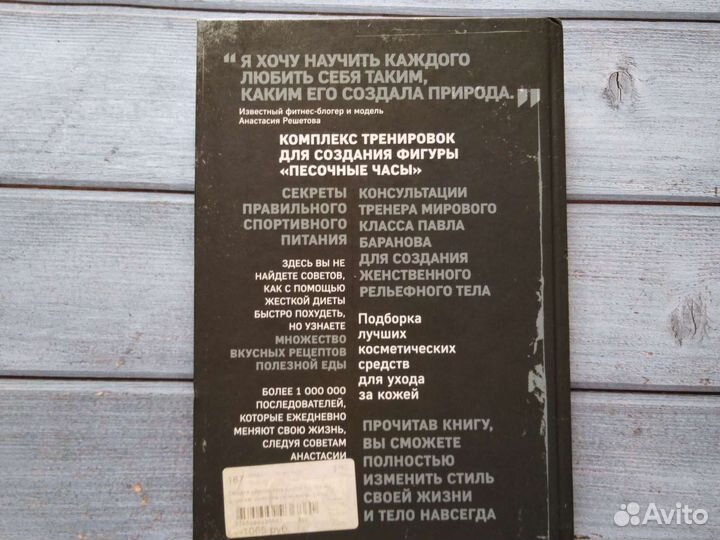 "Я ХОЧУ НАУЧИТЬ КАЖДОГО
ЛЮБИТЬ СЕБЯ ТАКИМ,
КАКИМ ЕГО СОЗДАЛА ПРИРОДА."
Известный фитнес-блогер и модель
Анастасия Решетова
КОМПЛЕКС ТРЕНИРОВОК
ДЛЯ СОЗДАНИЯ ФИГУРЫ
«ПЕСОЧНЫЕ ЧАСЫ»
СЕКРЕТЫ
ПРАВИЛЬНОГО
СПОРТИВНОГО
ПИТАНИЯ
КОНСУЛЬТАЦИИ
ТРЕНЕРА МИРОВОГО
КЛАССА ПАВЛА
БАРАНОВА
ДЛЯ СОЗДАНИЯ
ЖЕНСТВЕННОГО
РЕЛЬЕФНОГО ТЕЛА
ЗДЕСЬ ВЫ НЕ
НАЙДЕТЕ СОВЕТОВ,
КАК С ПОМОЩЬЮ
ЖЕСТКОЙ ДИЕТЫ
БЫСТРО ПОХУДЕТЬ,
НО УЗНАЕТЕ
МНОЖЕСТВО
ВКУСНЫХ РЕЦЕПТОВ
ПОЛЕЗНОЙ ЕДЫ
Подборка
лучших
косметических
средств
для ухода
за кожей
БОЛЕЕ 1 000 000
ПОСЛЕДОВАТЕЛЕЙ,
КОТОРЫЕ ЕЖЕДНЕВНО
МЕНЯЮТ СВОЮ ЖИЗНЬ,
СЛЕДУЯ СОВЕТАМ
АНАСТАСИИ
ПРОЧИТАВ КНИГУ,
ВЫ СМОЖЕТЕ
ПОЛНОСТЬЮ
ИЗМЕНИТЬ СТИЛЬ
СВОЕЙ ЖИЗНИ
И ТЕЛО НАВСЕГДА
167
руб.
Avito